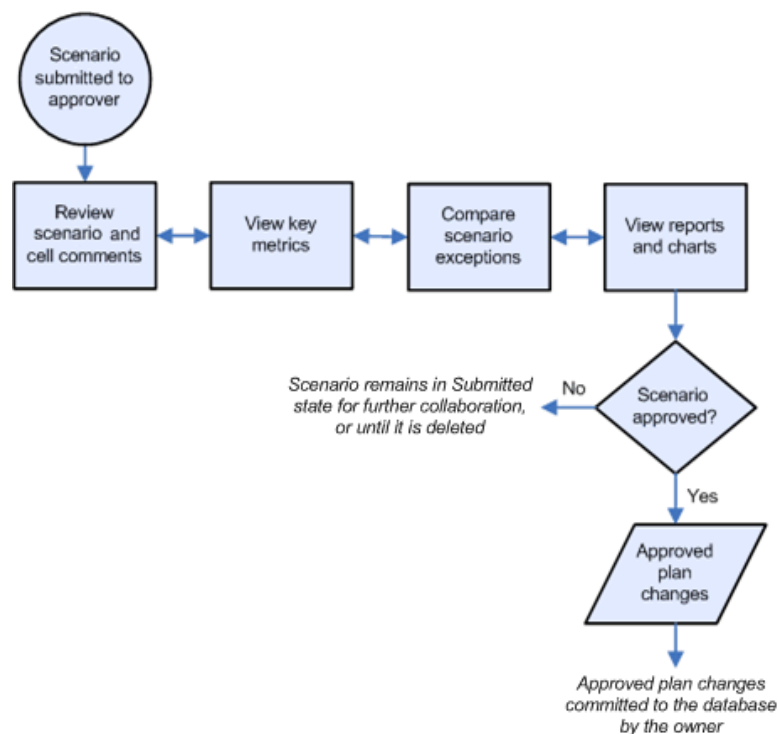 Scenario
submitted to
approver
Review
scenario and
cell comments
View key
metrics
Compare
scenario
exceptions
View reports
and charts
Scenario remains in Submitted
state for further collaboration,
or until it is deleted
No
Scenario
approved?
Yes
Approved
plan
changes
Approved plan changes
committed to the database
by the owner